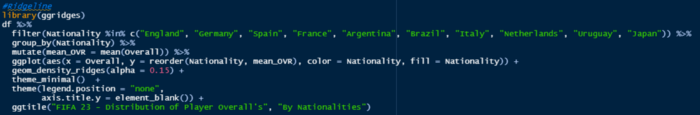 #Ridgeline
library(ggridges)
df %>%
filter(Nationality %in% c("England", "Germany", "Spain", "France", "Argentina", "Brazil", "Italy", "Netherlands", "Uruguay", "Japan")) %>%
group_by(Nationality) %>%
mutate(mean_OVR = mean(Overall)) %>%
ggplot(aes(x = Overall, y = reorder(Nationality, mean_OVR), color = Nationality, fill = Nationality)) +
geom_density_ridges(alpha = 0.15) +
theme_minimal() +
theme(legend.position = "none",
axis.title.y = element_blank()) +
ggtitle("FIFA 23 - Distribution of Player Overall's", "By Nationalities")